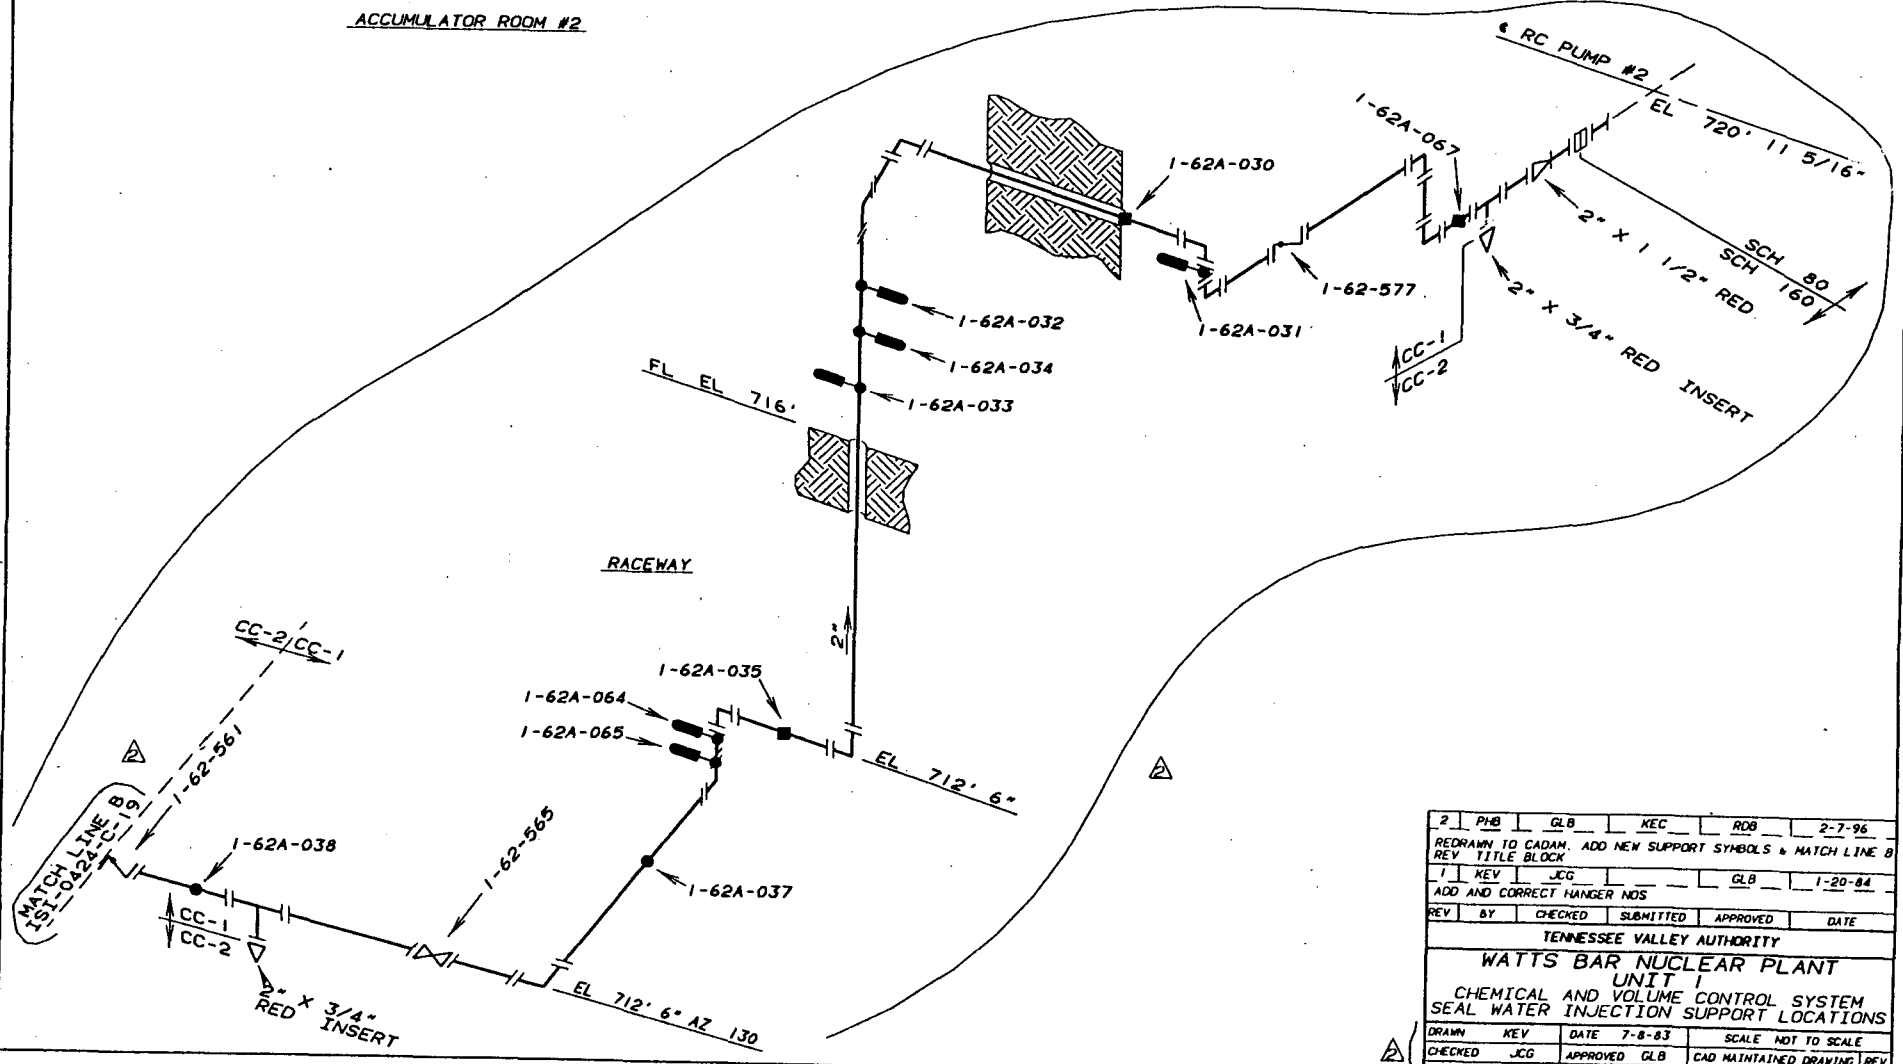 ACCUMULATOR ROOM #2
RC PUMP #2
EL 720' 11 5/16"
1-62A-067
1-62A-030
2" X 1 1/2" RED
SCH 80
SCH 160
1-62-577
2" X 3/4" RED INSERT
1-62A-031
1-62A-032
1-62A-034
1-62A-033
CC-1
CC-2
FL EL 716'
RACEWAY
2"
CC-2 CC-1
1-62A-035
1-62A-064
1-62A-065
EL 712' 6"
2
2
1-62-561
MATCH LINE B
ISI-0424-C-19
1-62A-038
1-62-565
1-62A-037
CC-1
CC-2
2" X 3/4"
RED INSERT
EL 712' 6" AZ 130
2 PHB GLB KEC RDB 2-7-96
REDRAWN TO CADAM. ADD NEW SUPPORT SYMBOLS & MATCH LINE B
REV TITLE BLOCK
1 KEV JCG GLB 1-20-84
ADD AND CORRECT HANGER NOS
REV BY CHECKED SUBMITTED APPROVED DATE
TENNESSEE VALLEY AUTHORITY
WATTS BAR NUCLEAR PLANT
UNIT 1
CHEMICAL AND VOLUME CONTROL SYSTEM
SEAL WATER INJECTION SUPPORT LOCATIONS
DRAWN KEV DATE 7-8-83 SCALE NOT TO SCALE
2
CHECKED JCG APPROVED GLB CAD MAINTAINED DRAWING REV